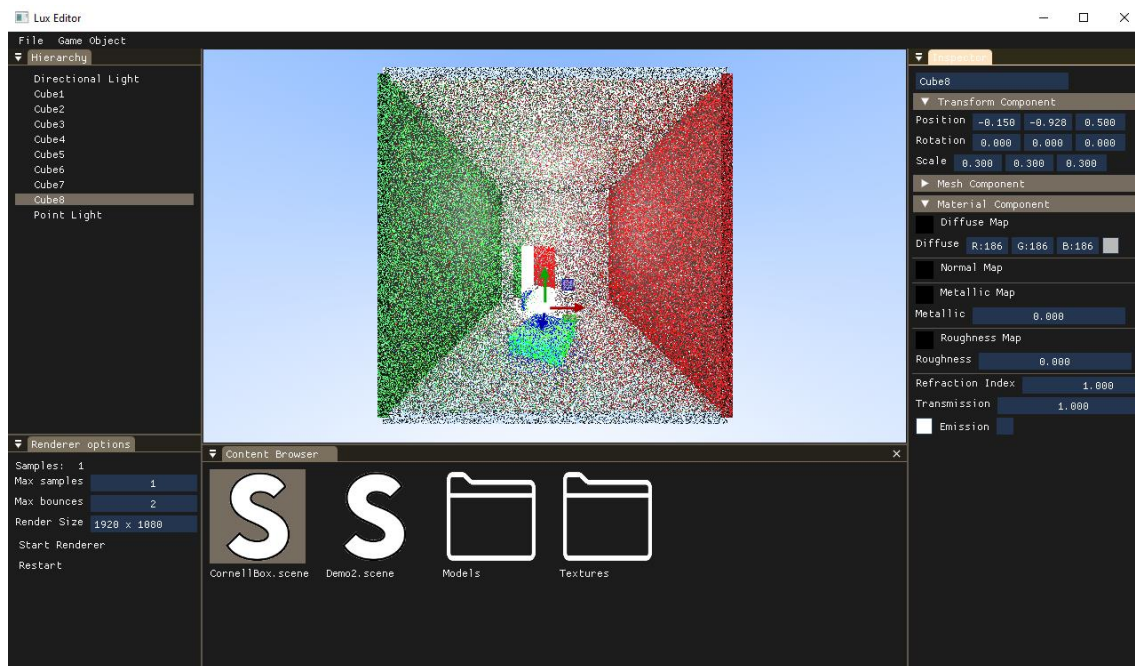 Lux Editor
File Game Object
Hierarchy
Directional Light
Cube1
Cube2
Cube3
Cube4
Cube5
Cube6
Cube7
Cube8
Point Light
Renderer options
Samples: 1
Max samples 1
Max bounces 2
Render Size 1920 x 1080
Start Renderer
Restart
Content Browser
CornellBox.scene Demo2.scene Models Textures
Inspector
Cube8
Transform Component
Position -0.150 -0.928 0.500
Rotation 0.000 0.000 0.000
Scale 0.300 0.300 0.300
Mesh Component
Material Component
Diffuse Map
Diffuse R:186 G:186 B:186
Normal Map
Metallic Map
Metallic 0.000
Roughness Map
Roughness 0.000
Refraction Index 1.000
Transmission 1.000
Emission